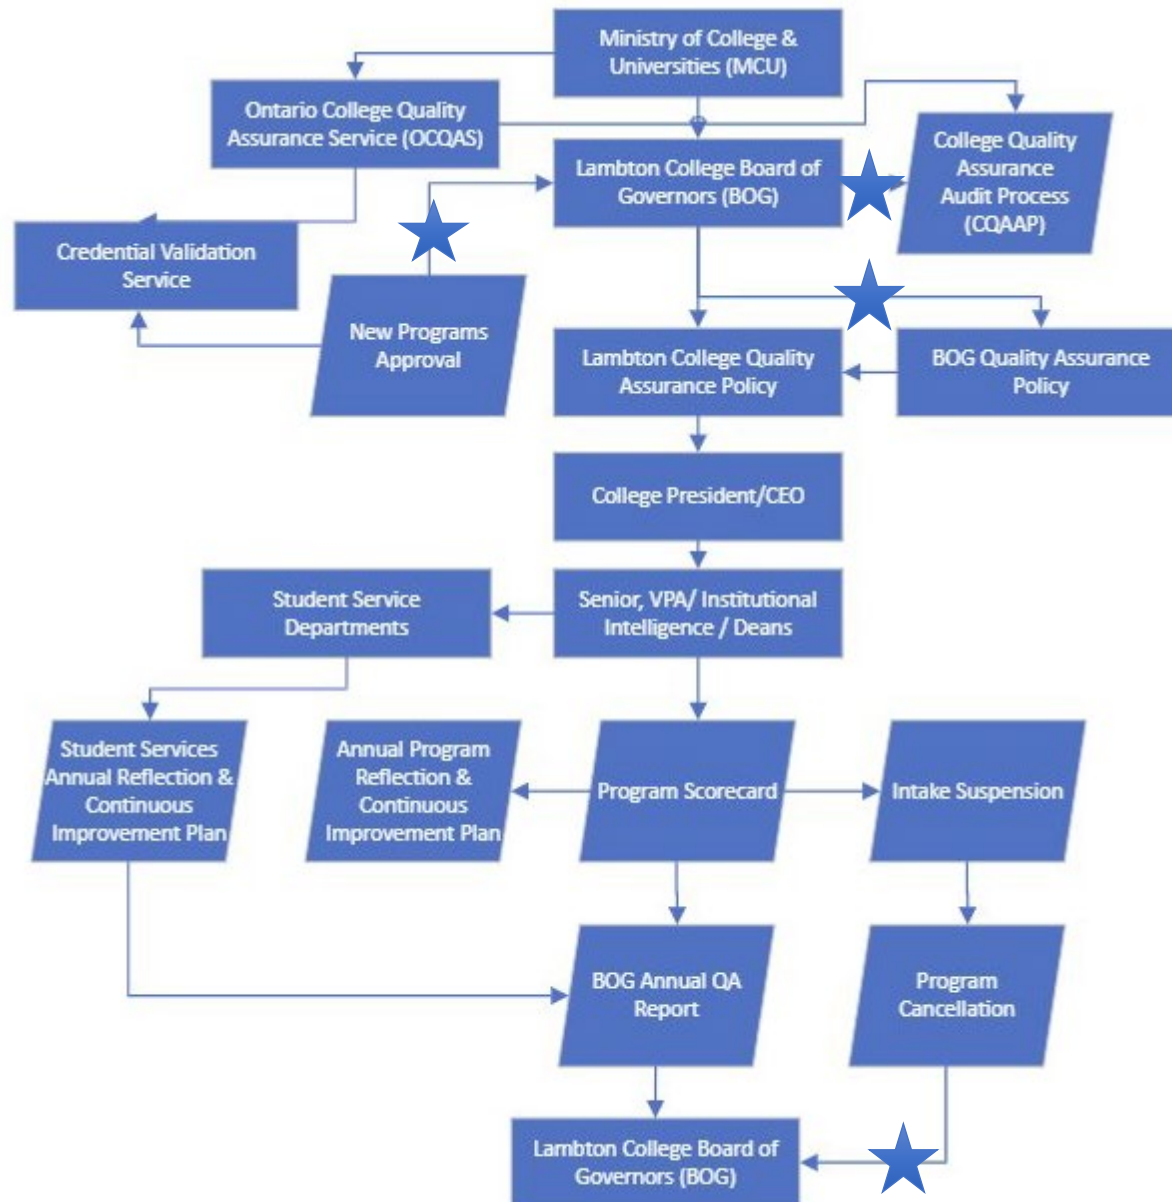 Ministry of College &
Universities (MCU)
Ontario College Quality
Assurance Service (OCQAS)
College Quality
Assurance
Audit Process
(CQAAP)
Lambton College Board of
Governors (BOG)
Credential Validation
Service
New Programs
Approval
Lambton College Quality
Assurance Policy
BOG Quality Assurance
Policy
College President/CEO
Student Service
Departments
Senior, VPA/ Institutional
Intelligence / Deans
Student Services
Annual Reflection &
Continuous
Improvement Plan
Annual Program
Reflection &
Continuous
Improvement Plan
Program Scorecard
Intake Suspension
BOG Annual QA
Report
Program
Cancellation
Lambton College Board of
Governors (BOG)